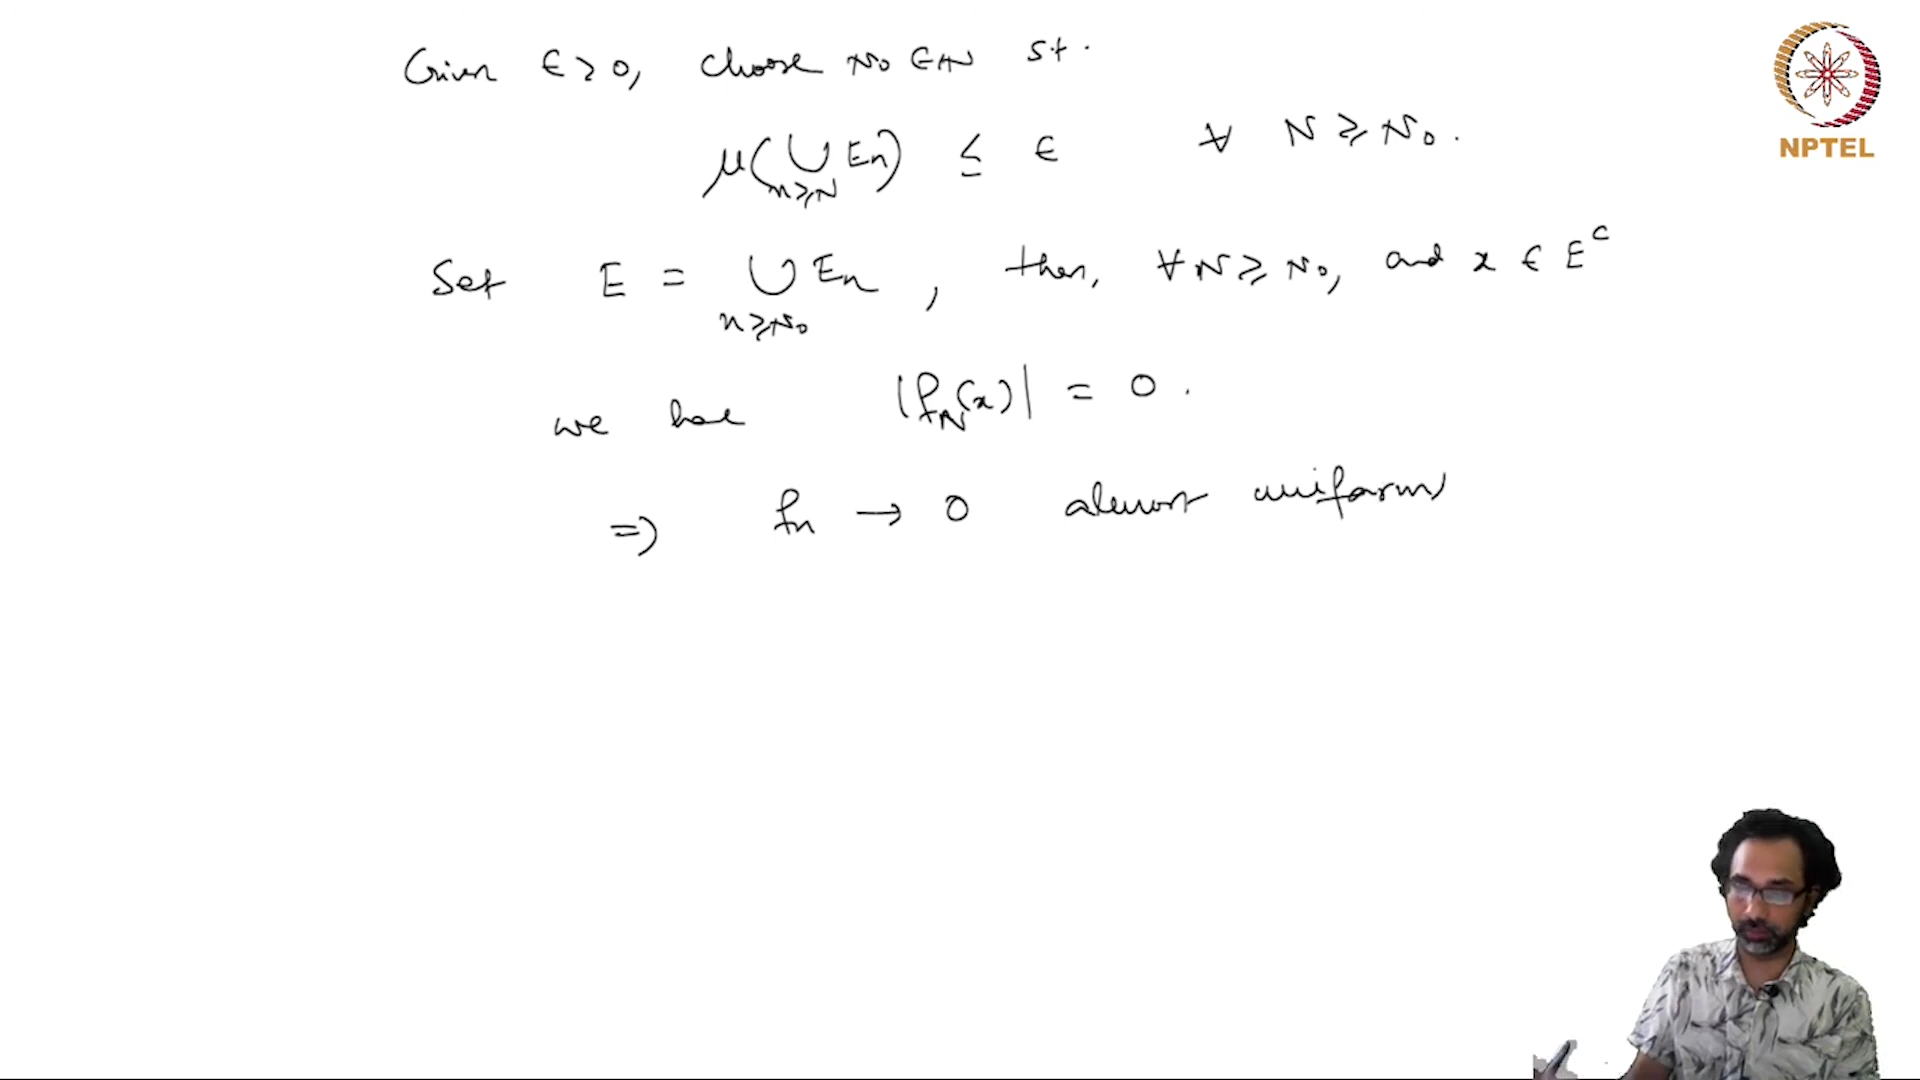 Given ε > 0, choose N₀ ∈ ℕ st.
μ(⋃_{n≥N} Eₙ) ≤ ε ∀ N ≥ N₀.
Set E = ⋃_{n≥N₀} Eₙ, then, ∀ N ≥ N₀, and x ∈ E^c
we have |f_N(x)| = 0.
⇒ fₙ → 0 almost uniform
NPTEL